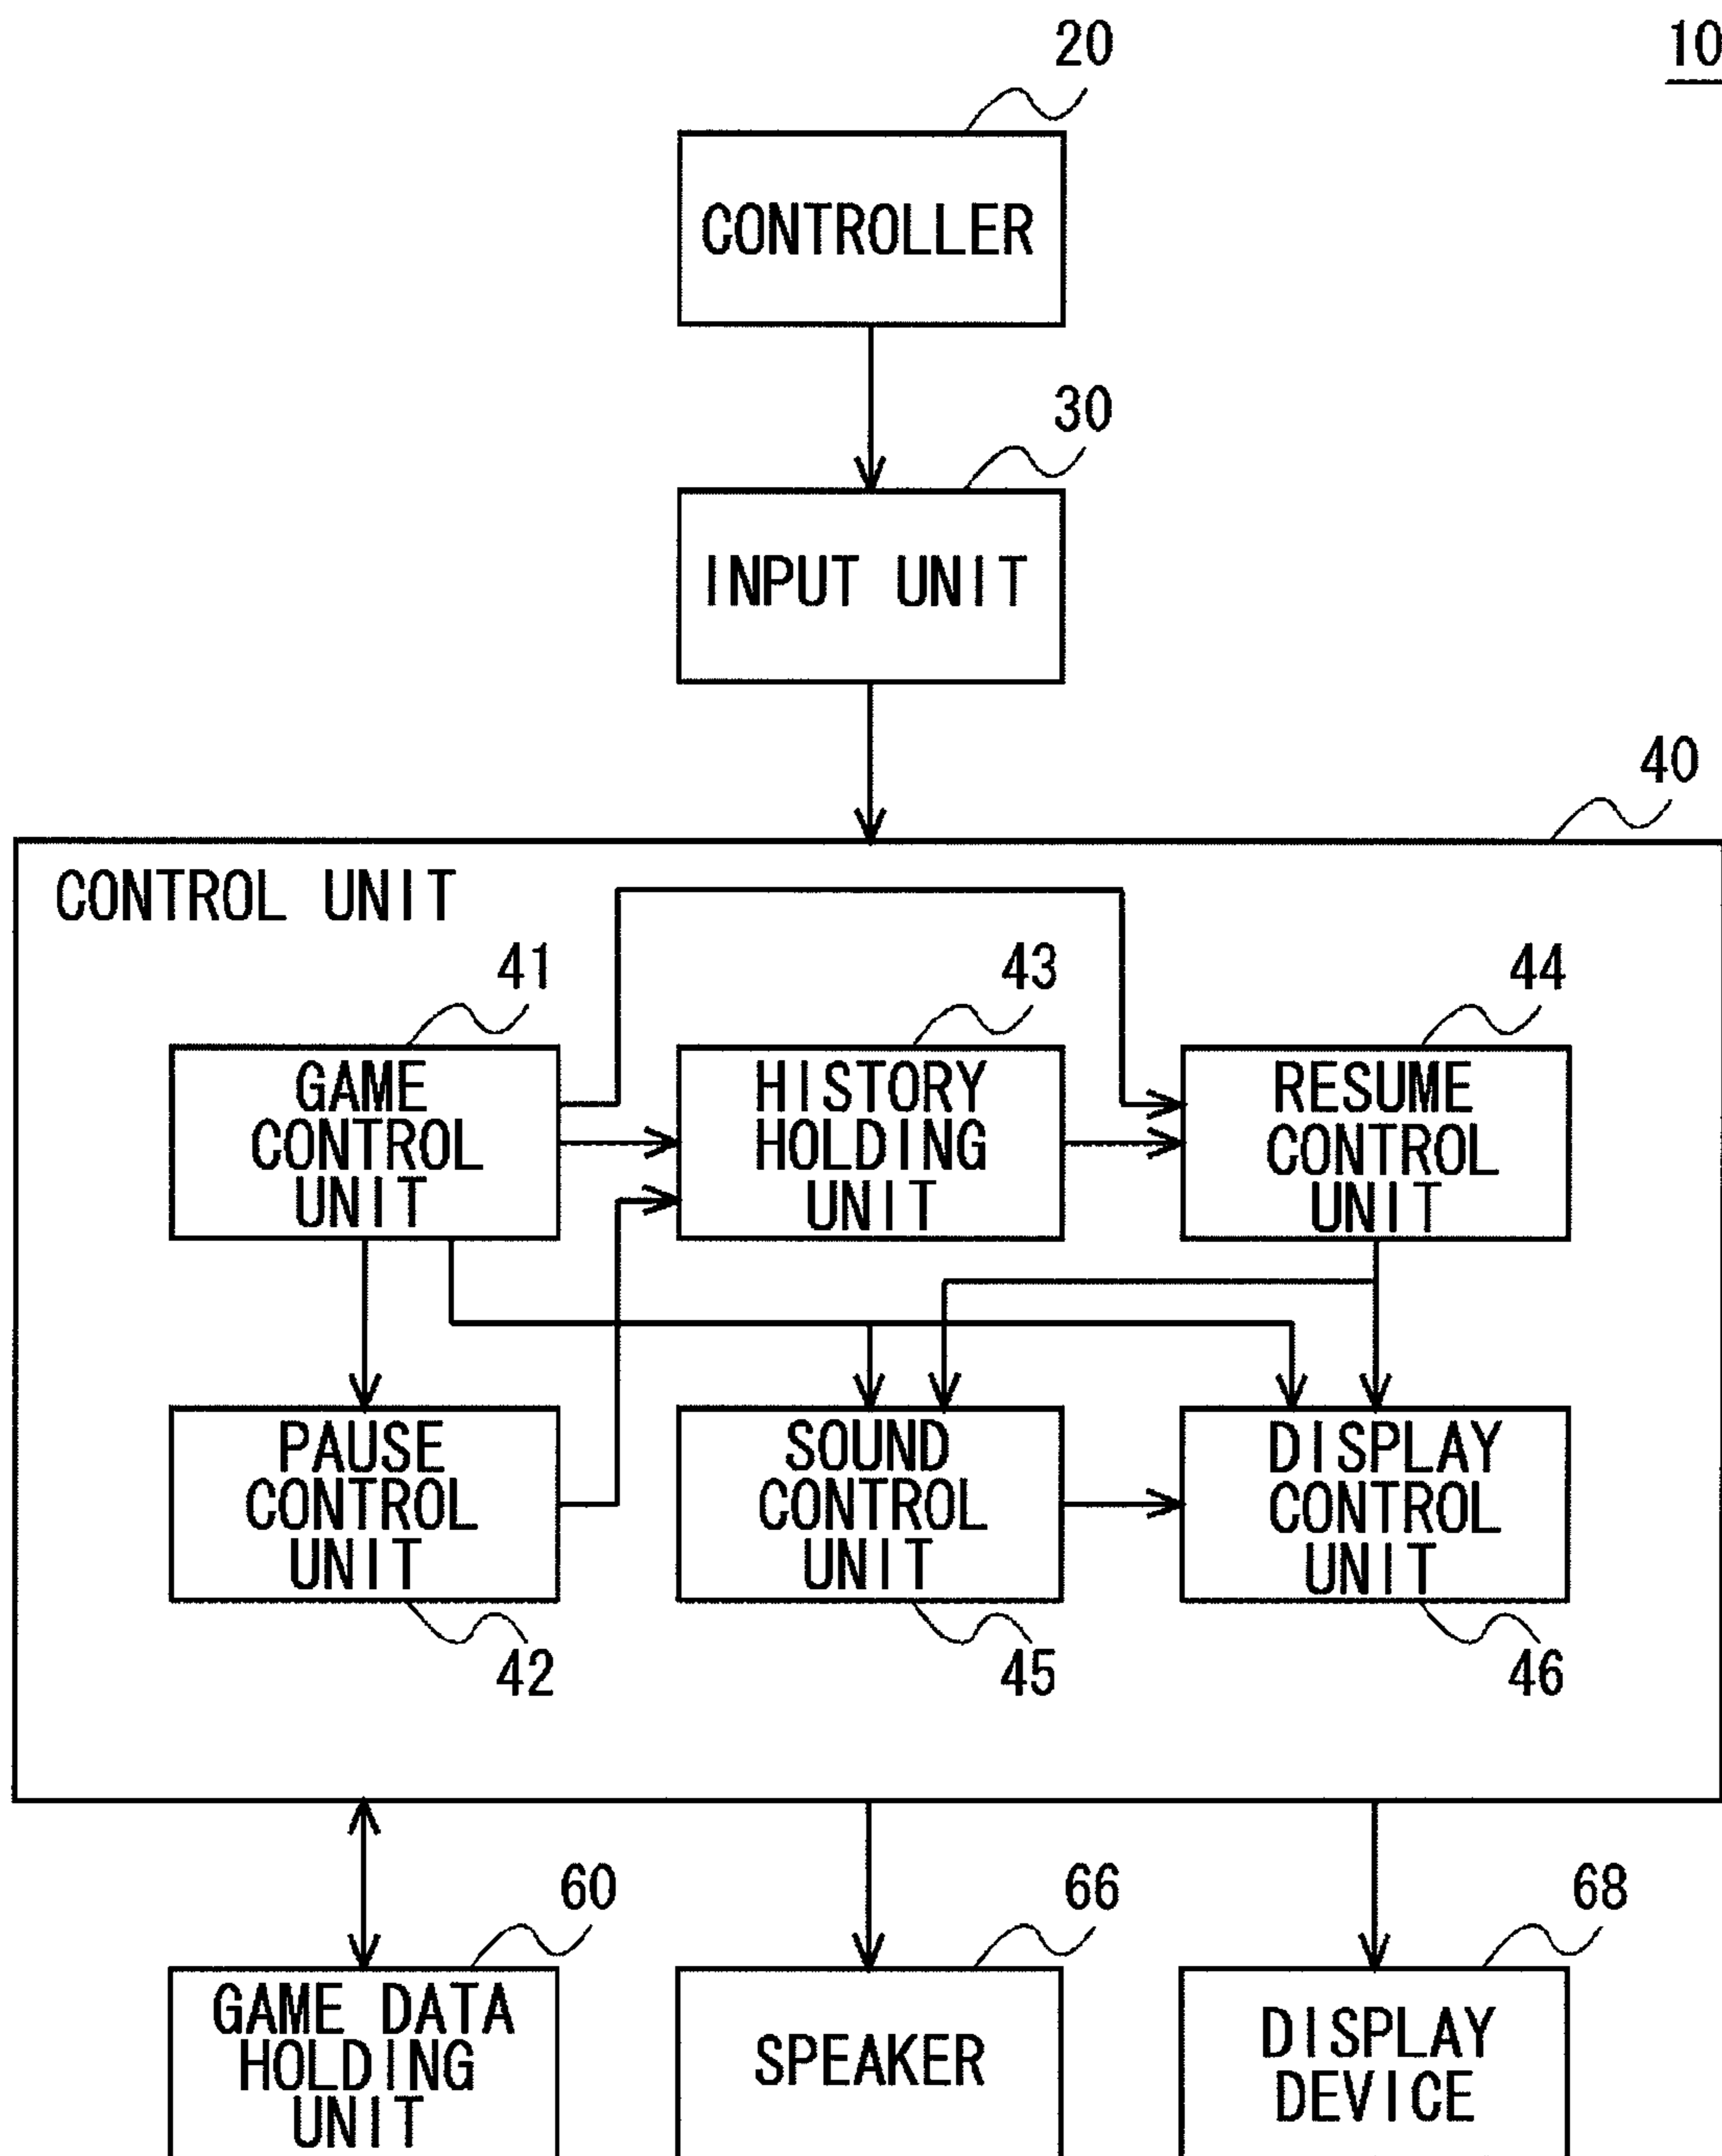 20
10
CONTROLLER
30
INPUT UNIT
40
CONTROL UNIT
41
43
44
GAME
CONTROL
UNIT
HISTORY
HOLDING
UNIT
RESUME
CONTROL
UNIT
PAUSE
CONTROL
UNIT
SOUND
CONTROL
UNIT
DISPLAY
CONTROL
UNIT
42
45
46
60
66
68
GAME DATA
HOLDING
UNIT
SPEAKER
DISPLAY
DEVICE